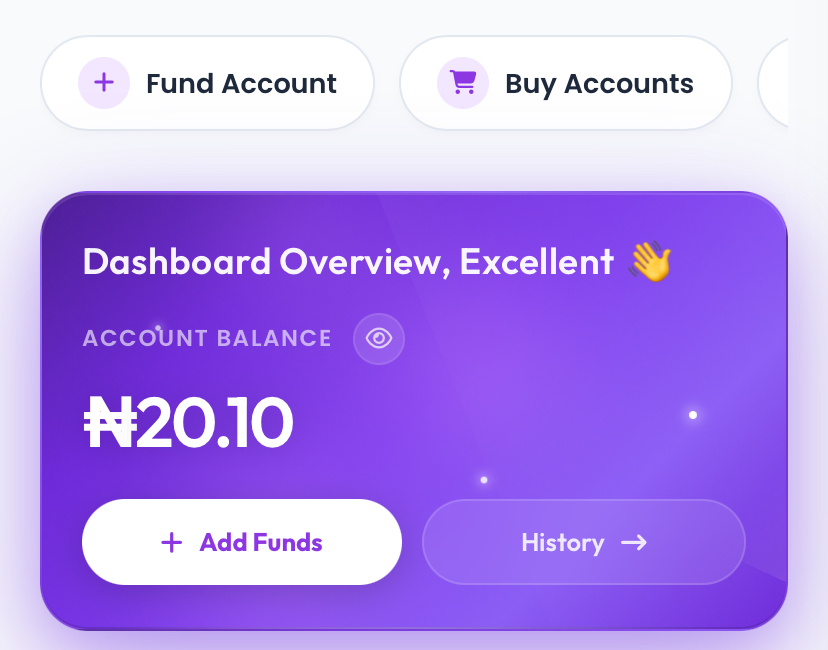 Fund Account
Buy Accounts
Dashboard Overview, Excellent 👋
ACCOUNT BALANCE
₦20.10
Add Funds
History →